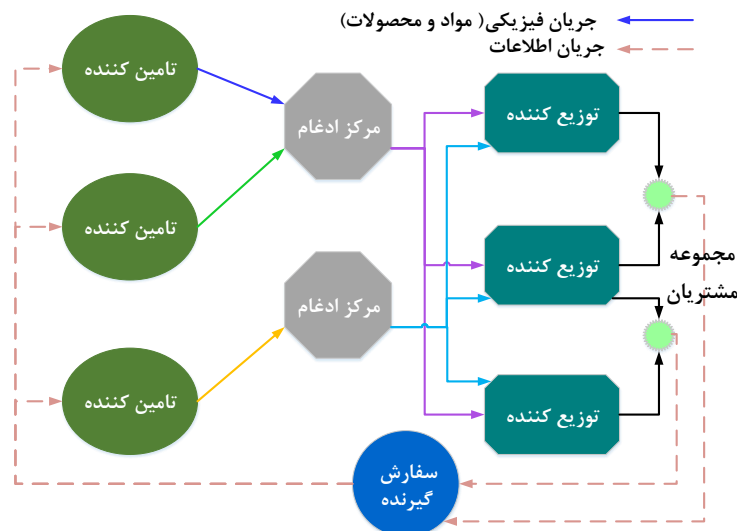 جریان فیزیکی( مواد و محصولات)
جریان اطلاعات
تامین کننده
مرکز ادغام
توزیع کننده
تامین کننده
توزیع کننده
مجموعه
مشتریان
مرکز ادغام
تامین کننده
توزیع کننده
سفارش
گیرنده